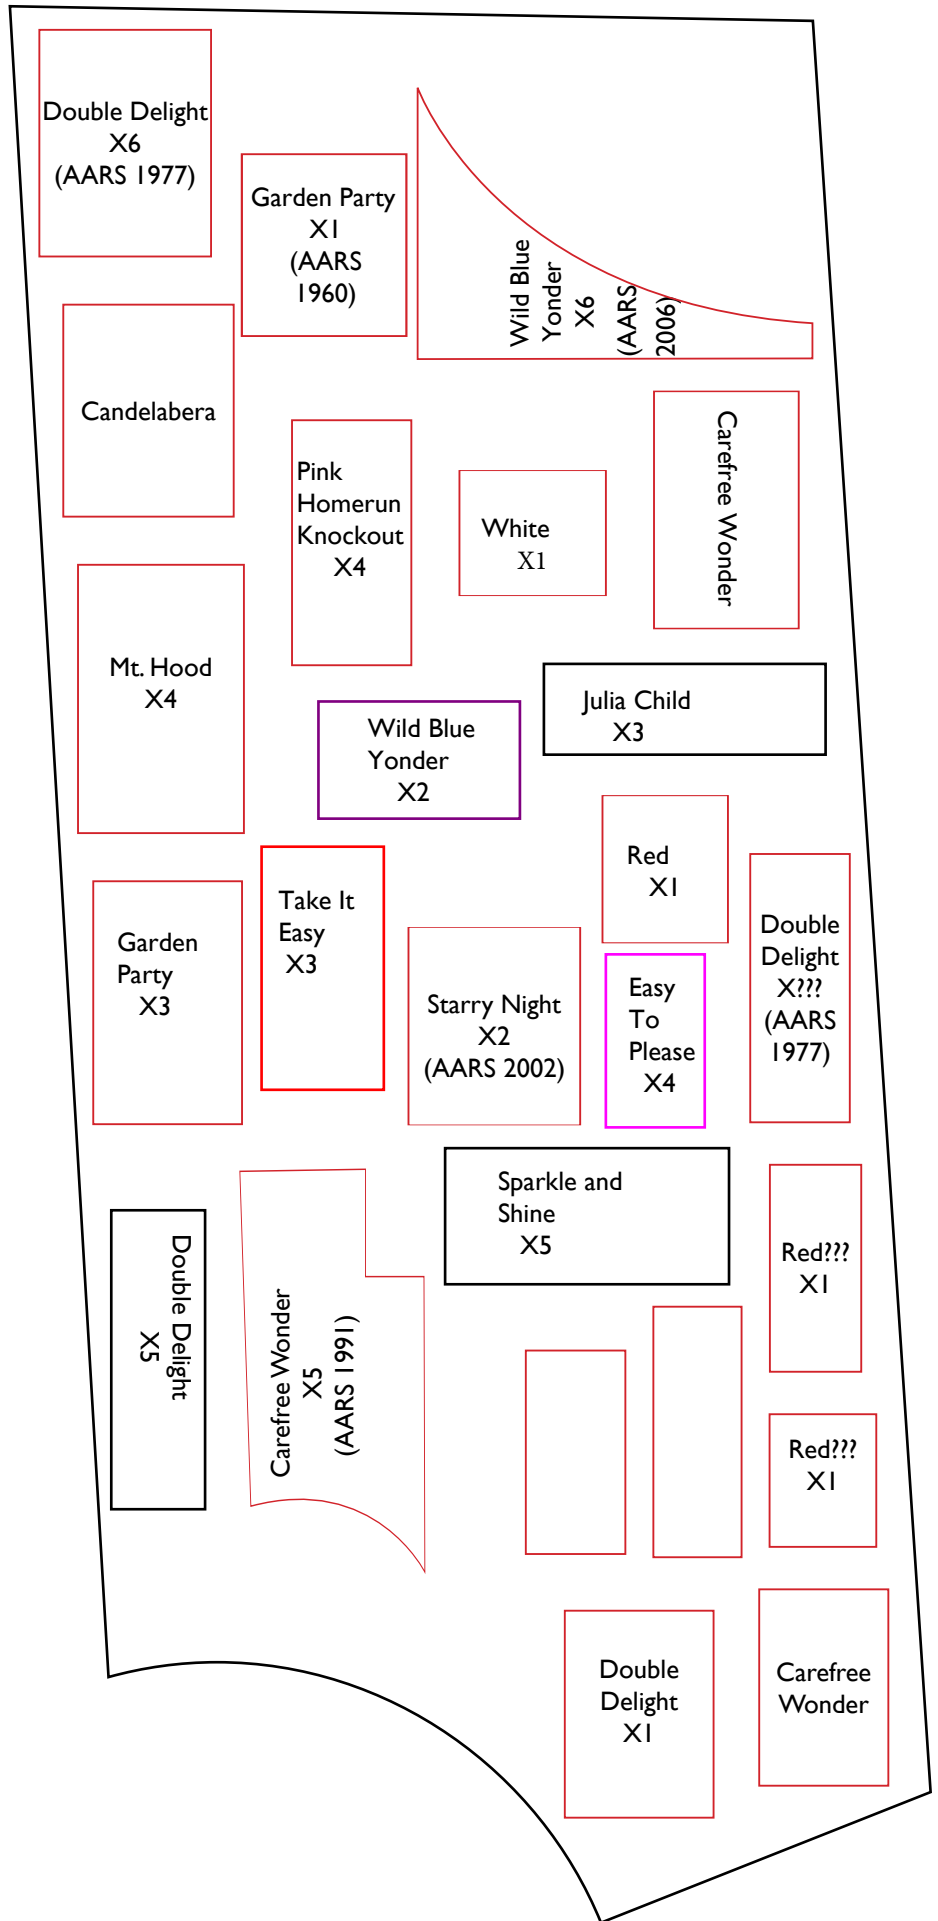 Double Delight
X6
(AARS 1977)
Garden Party
X1
(AARS
1960)
Wild Blue
Yonder
X6
(AARS
2006)
Candelabera
Pink
Homerun
Knockout
X4
White
X1
Carefree Wonder
Mt. Hood
X4
Wild Blue
Yonder
X2
Julia Child
X3
Red
X1
Garden
Party
X3
Take It
Easy
X3
Starry Night
X2
(AARS 2002)
Easy
To
Please
X4
Double
Delight
X???
(AARS
1977)
Double Delight
X5
Carefree Wonder
X5
(AARS 1991)
Sparkle and
Shine
X5
Red???
X1
Red???
X1
Double
Delight
X1
Carefree
Wonder